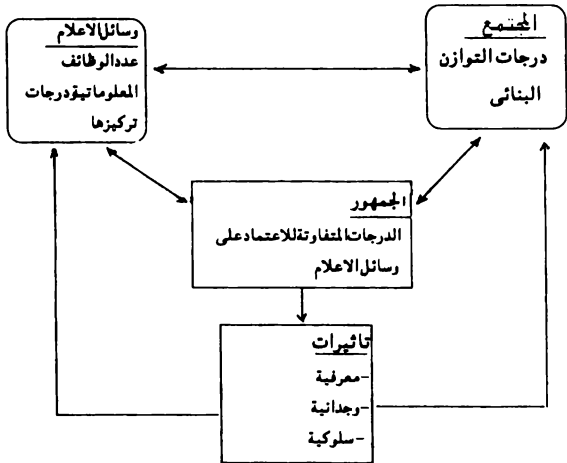 المجتمع
درجات التوازن
البنائى
وسائل الاعلام
عدد الوظائف
المعلوماتية ودرجات
تركيزها
الجمهور
الدرجات المتفاوتة للاعتماد على
وسائل الاعلام
تاثيرات
-معرفية
-وجدانية
-سلوكية